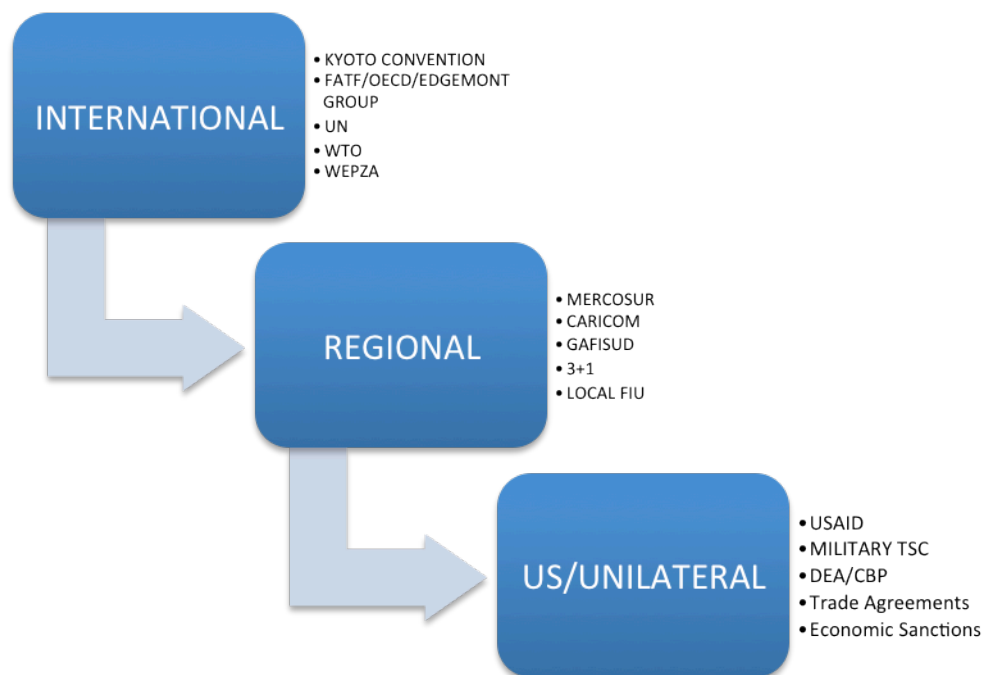 INTERNATIONAL
• KYOTO CONVENTION
• FATF/OECD/EDGEMONT
GROUP
• UN
• WTO
• WEPZA
REGIONAL
• MERCOSUR
• CARICOM
• GAFISUD
• 3+1
• LOCAL FIU
US/UNILATERAL
• USAID
• MILITARY TSC
• DEA/CBP
• Trade Agreements
• Economic Sanctions